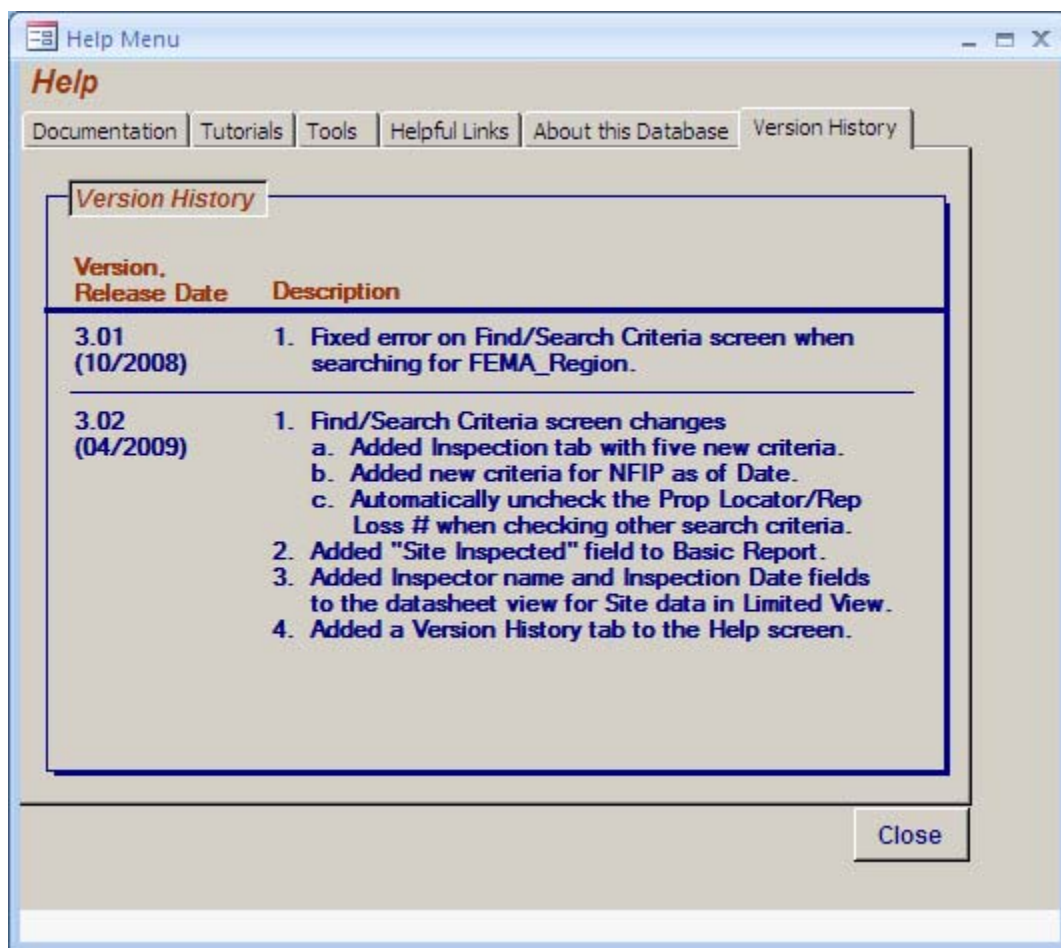 Help Menu
Help
Documentation Tutorials Tools Helpful Links About this Database Version History
Version History
Version,
Release Date Description
3.01 1. Fixed error on Find/Search Criteria screen when
(10/2008) searching for FEMA_Region.
3.02 1. Find/Search Criteria screen changes
(04/2009) a. Added Inspection tab with five new criteria.
b. Added new criteria for NFIP as of Date.
c. Automatically uncheck the Prop Locator/Rep
Loss # when checking other search criteria.
2. Added "Site Inspected" field to Basic Report.
3. Added Inspector name and Inspection Date fields
to the datasheet view for Site data in Limited View.
4. Added a Version History tab to the Help screen.
Close